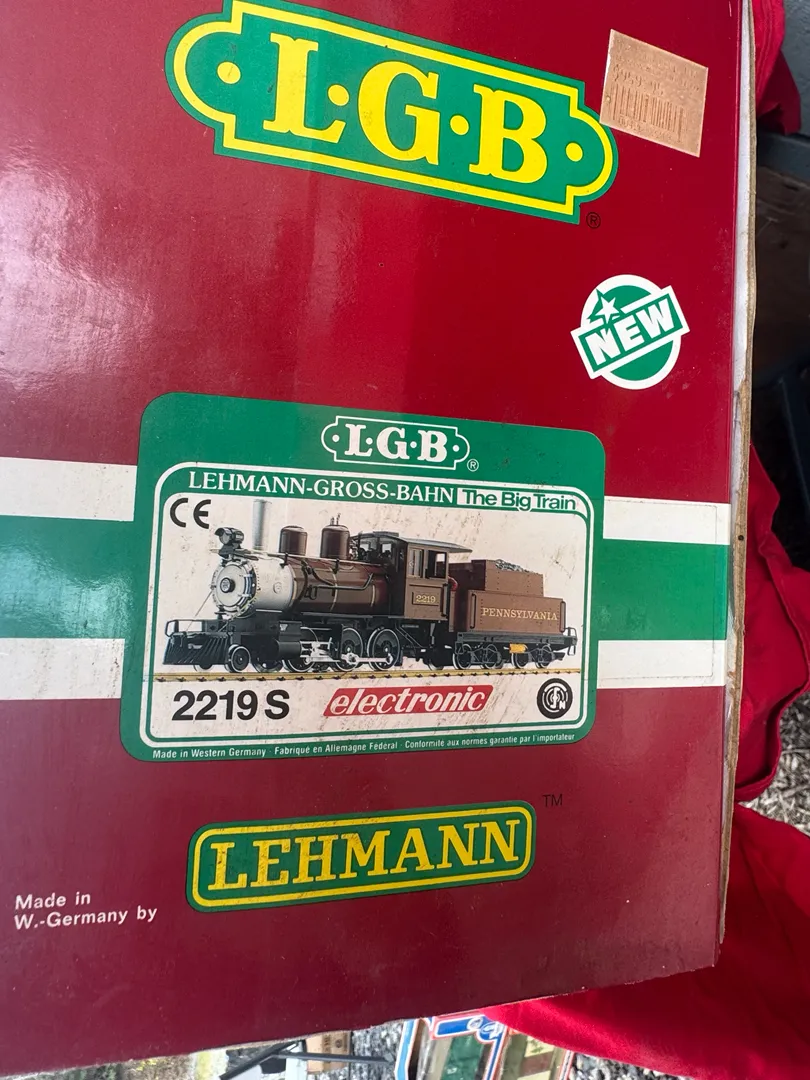 L·G·B
®
NEW
L·G·B
®
LEHMANN-GROSS-BAHN The Big Train
CE
2219
PENNSYLVANIA
2219 S electronic
Made in Western Germany · Fabriqué en Allemagne Federal · Conformité aux normes garantie par l'importateur
TM
LEHMANN
Made in
W.-Germany by